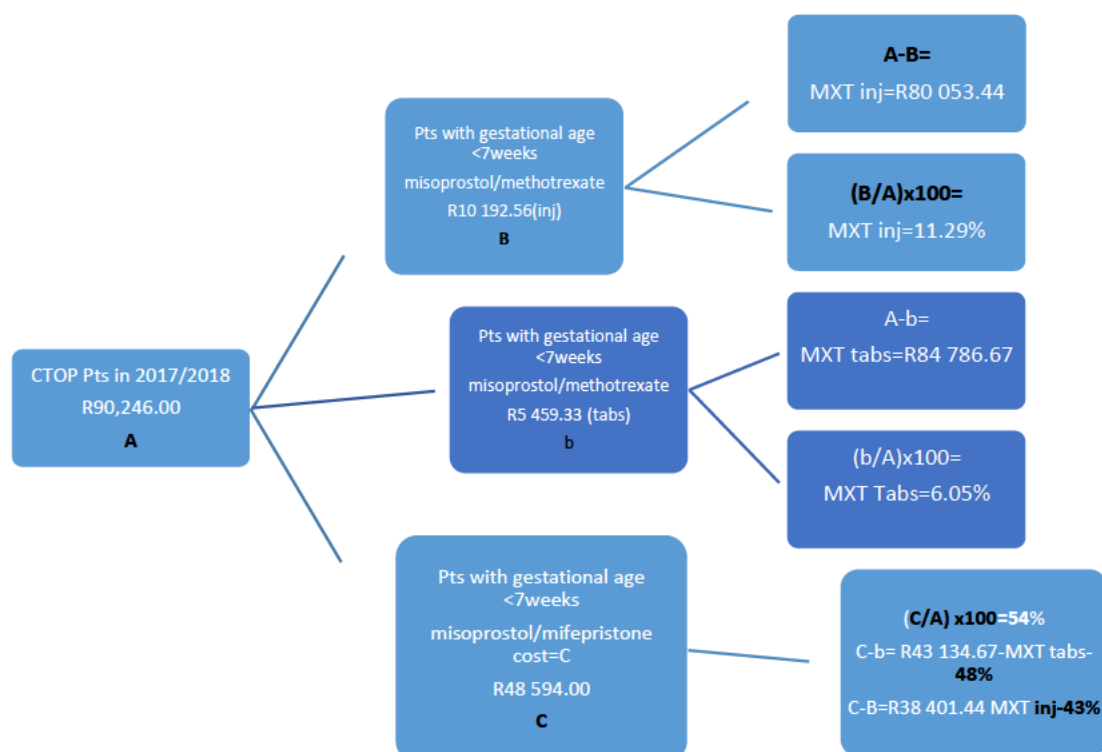 CTOP Pts in 2017/2018
R90,246.00
A
Pts with gestational age
<7weeks
misoprostol/methotrexate
R10 192.56(inj)
B
A-B=
MXT inj=R80 053.44
(B/A)x100=
MXT inj=11.29%
Pts with gestational age
<7weeks
misoprostol/methotrexate
R5 459.33 (tabs)
b
A-b=
MXT tabs=R84 786.67
(b/A)x100=
MXT Tabs=6.05%
Pts with gestational age
<7weeks
misoprostol/mifepristone
cost=C
R48 594.00
C
(C/A) x100=54%
C-b= R43 134.67-MXT tabs-
48%
C-B=R38 401.44 MXT inj-43%